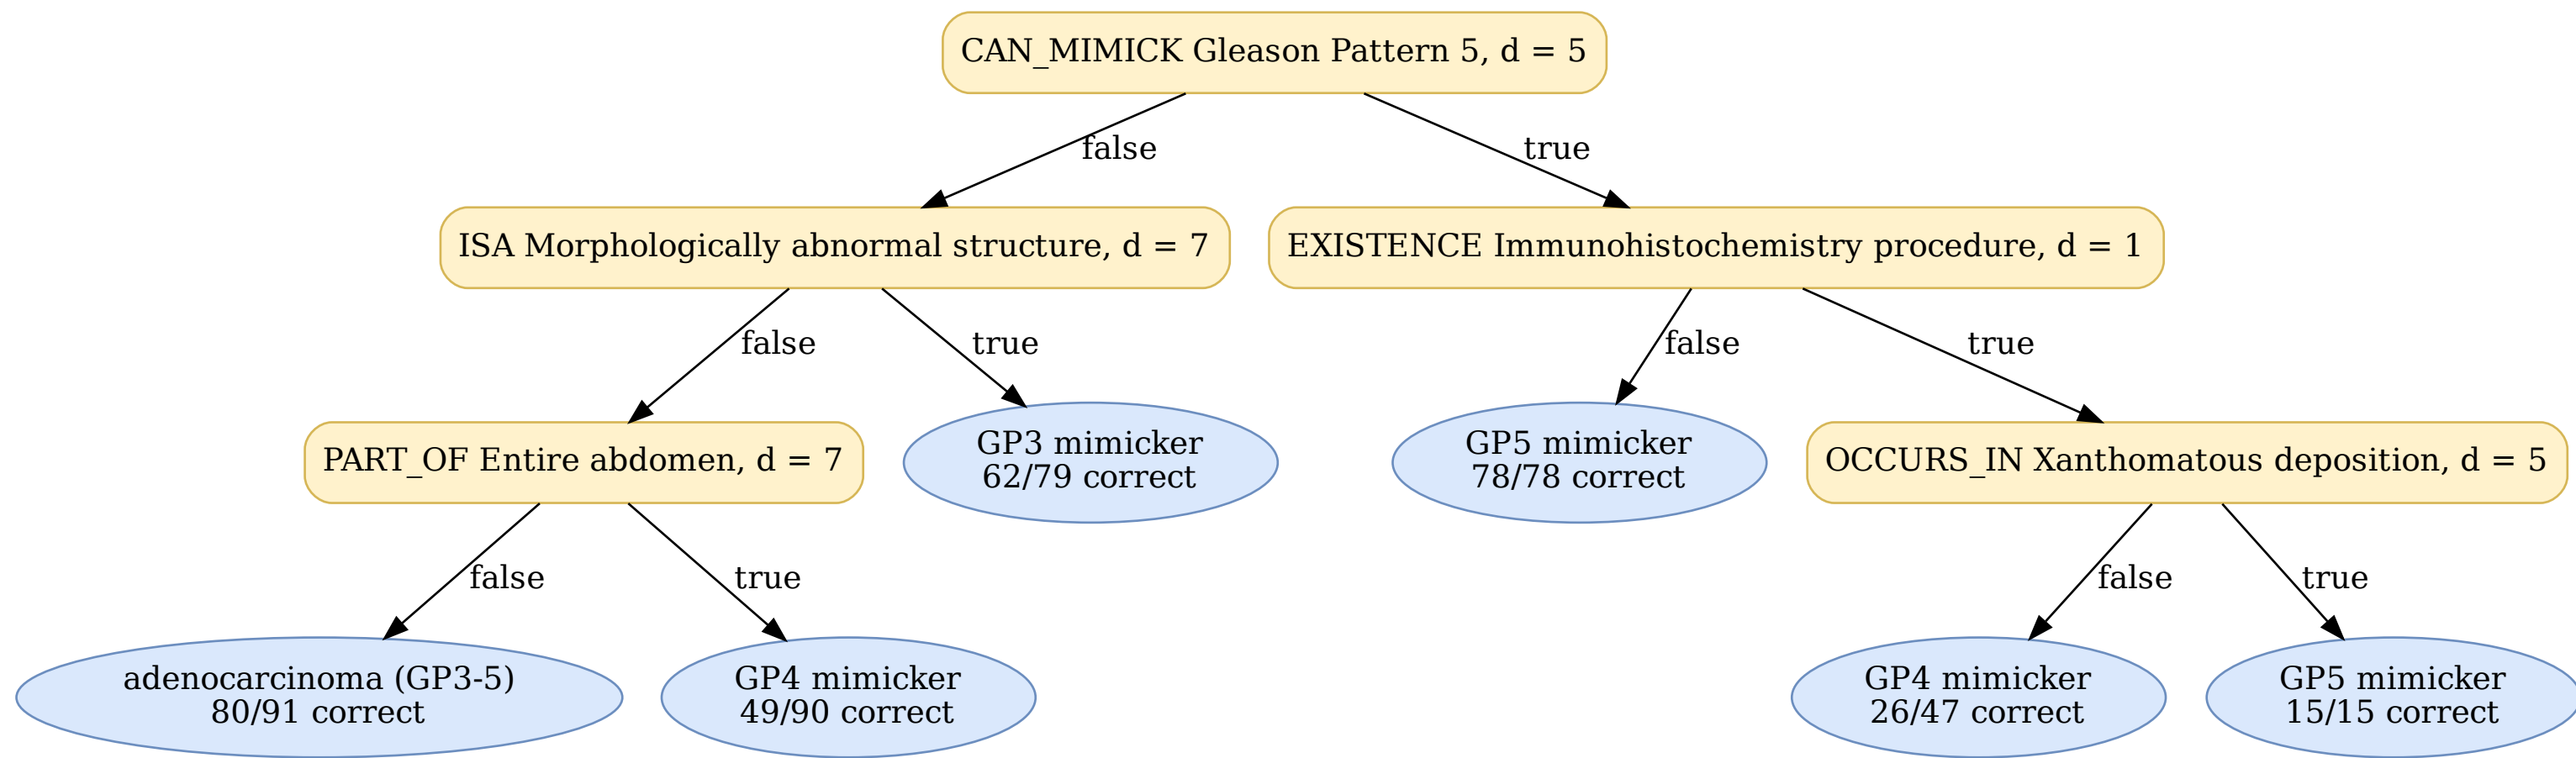 CAN_MIMICK Gleason Pattern 5, d = 5
false
true
ISA Morphologically abnormal structure, d = 7
EXISTENCE Immunohistochemistry procedure, d = 1
false
true
false
true
PART_OF Entire abdomen, d = 7
GP3 mimicker
62/79 correct
GP5 mimicker
78/78 correct
OCCURS_IN Xanthomatous deposition, d = 5
false
true
false
true
adenocarcinoma (GP3-5)
80/91 correct
GP4 mimicker
49/90 correct
GP4 mimicker
26/47 correct
GP5 mimicker
15/15 correct